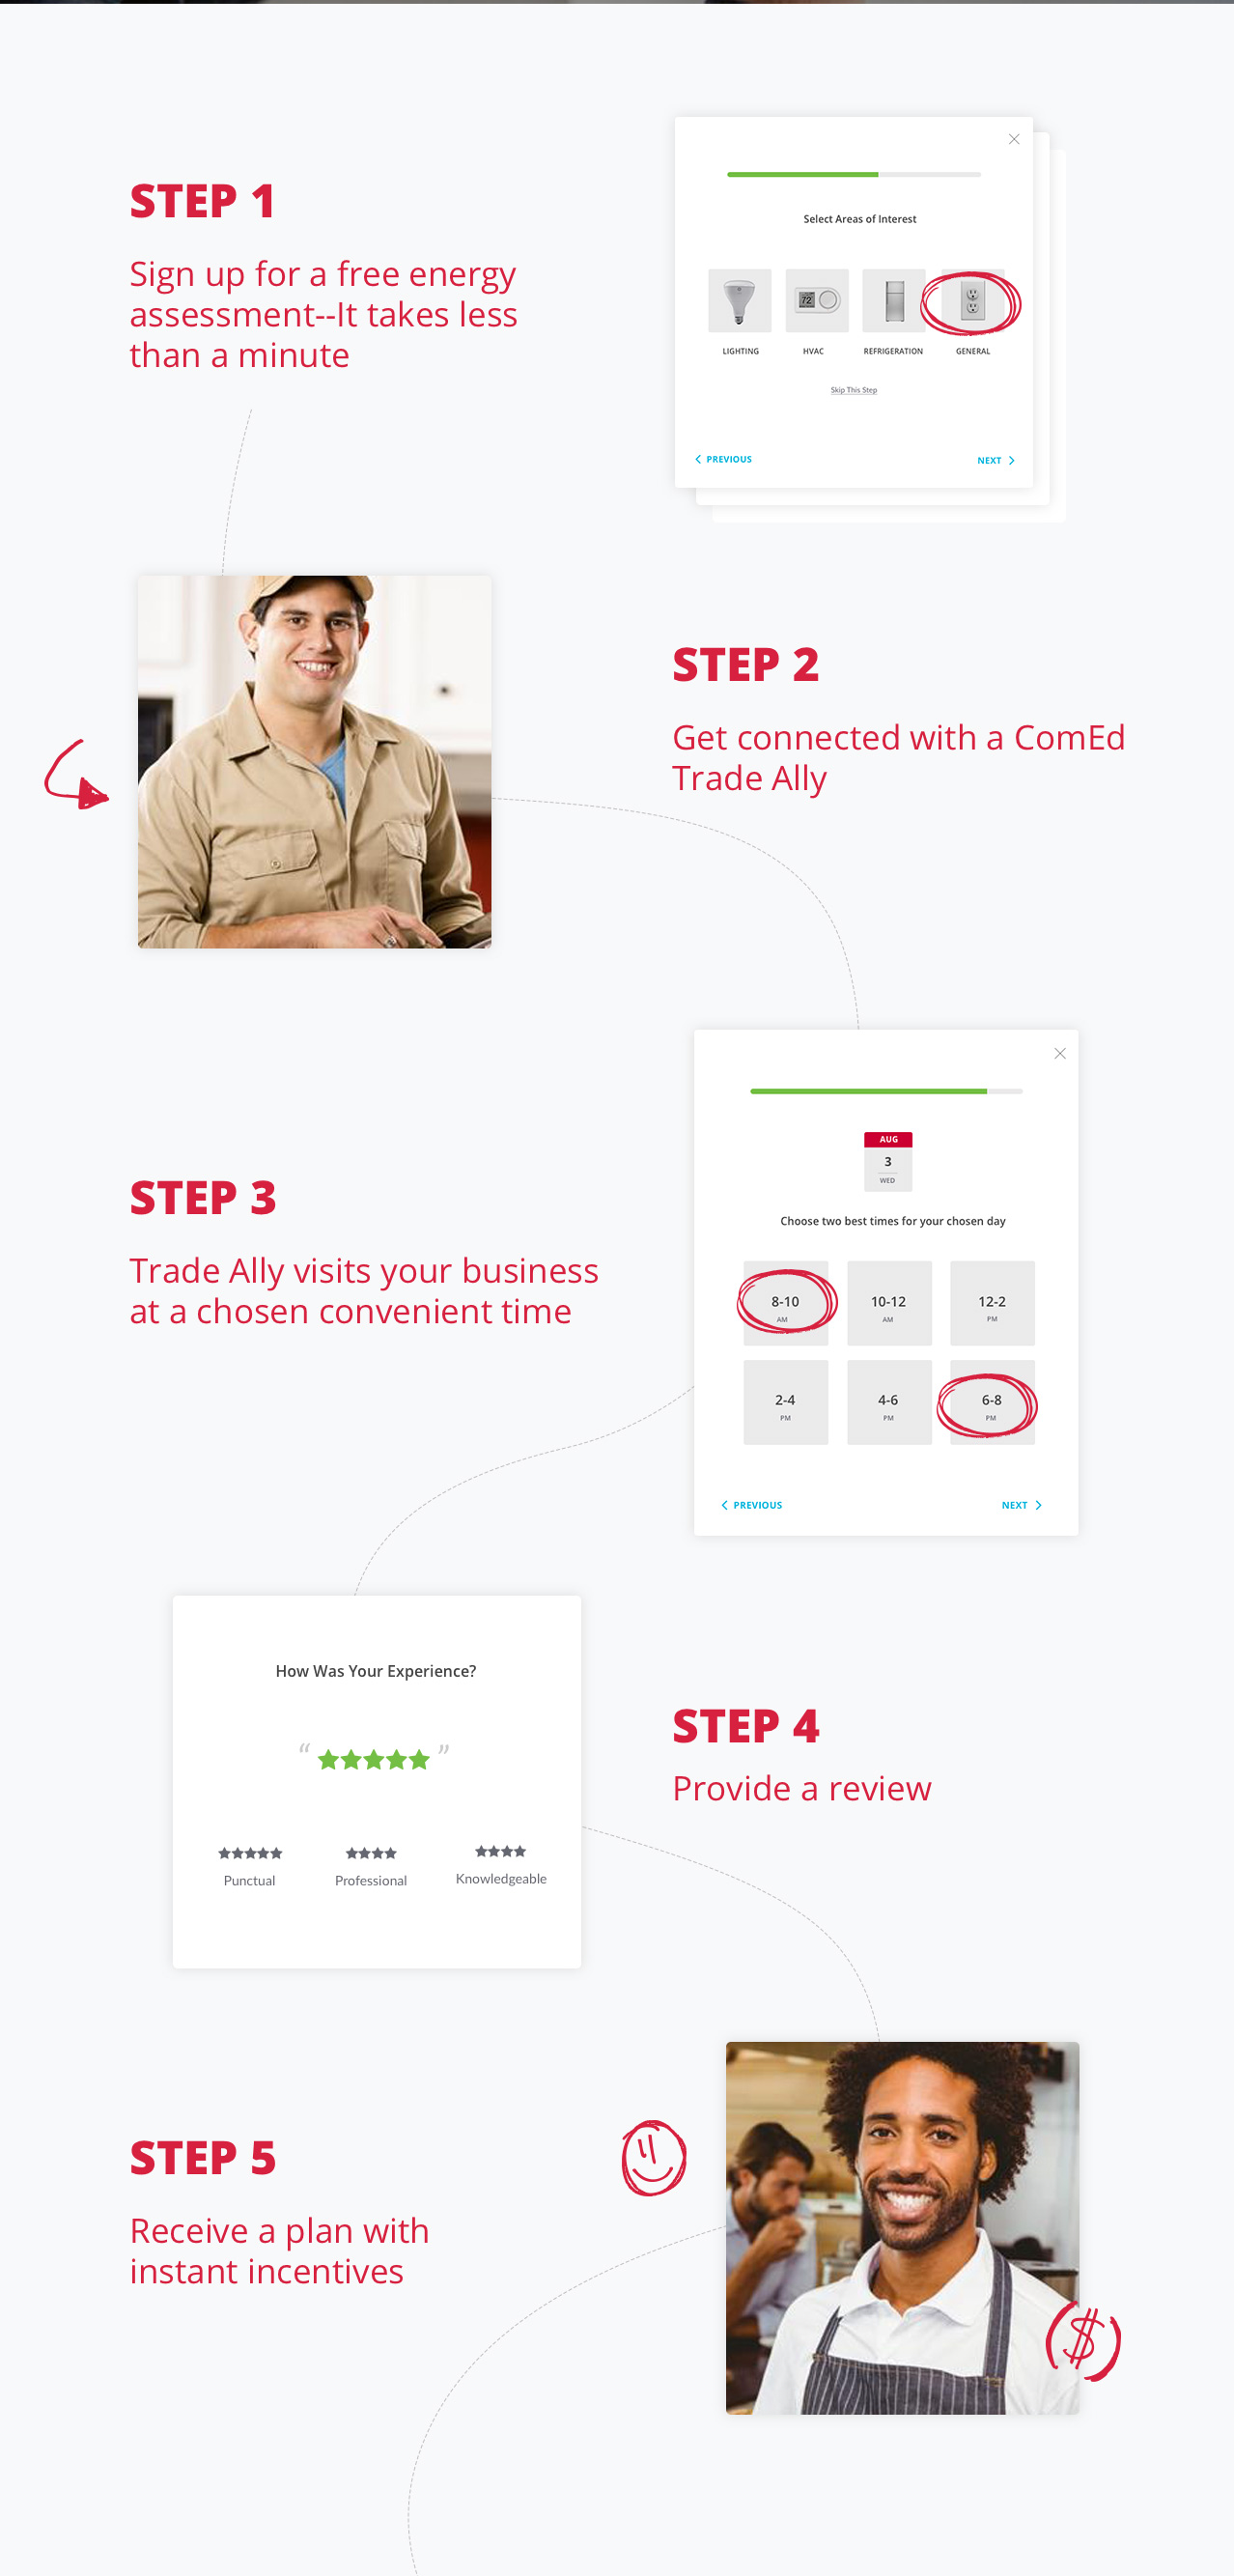 STEP 1
Sign up for a free energy
assessment--It takes less
than a minute
Select Areas of Interest
72
LIGHTING
HVAC
REFRIGERATION
GENERAL
Skip This Step
PREVIOUS
NEXT
STEP 2
Get connected with a ComEd
Trade Ally
STEP 3
Trade Ally visits your business
at a chosen convenient time
AUG
3
WED
Choose two best times for your chosen day
8-10
AM
10-12
AM
12-2
PM
2-4
PM
4-6
PM
6-8
PM
PREVIOUS
NEXT
How Was Your Experience?
“ ★★★★★ ”
★★★★★
Punctual
★★★★
Professional
★★★★
Knowledgeable
STEP 4
Provide a review
STEP 5
Receive a plan with
instant incentives
$